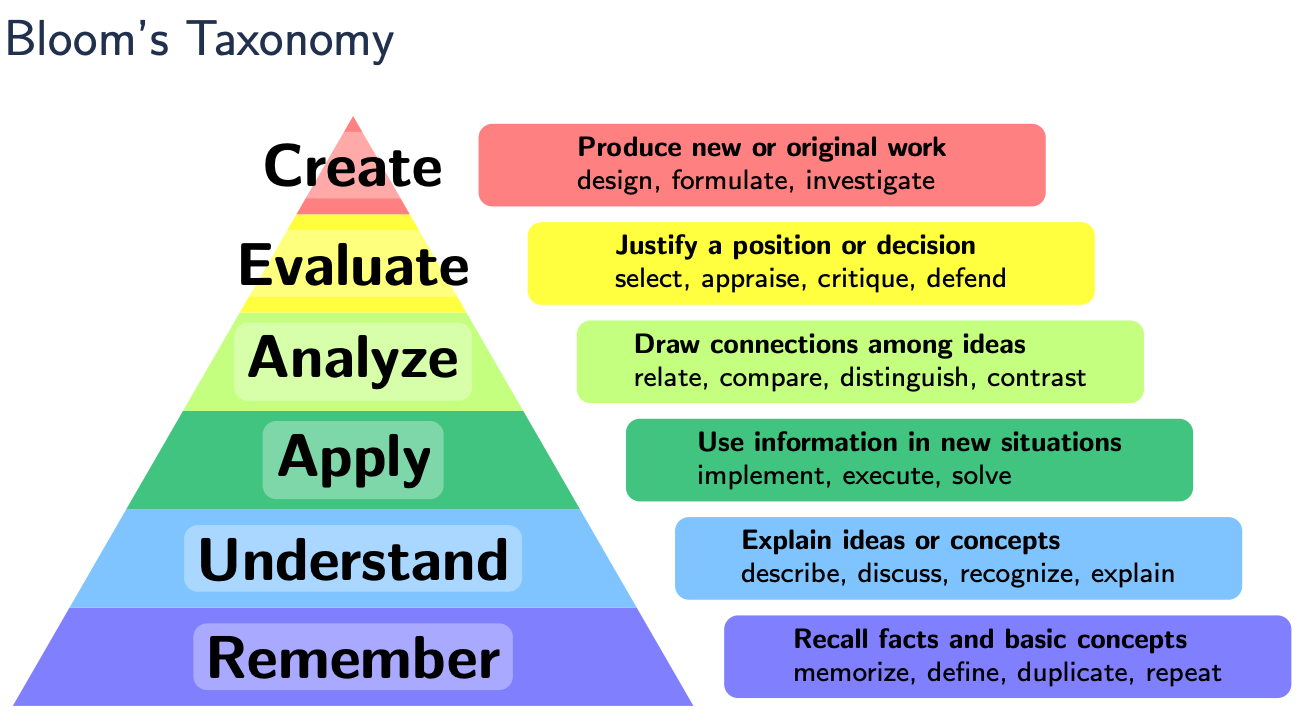 Bloom's Taxonomy
Create
Produce new or original work
design, formulate, investigate
Evaluate
Justify a position or decision
select, appraise, critique, defend
Analyze
Draw connections among ideas
relate, compare, distinguish, contrast
Apply
Use information in new situations
implement, execute, solve
Understand
Explain ideas or concepts
describe, discuss, recognize, explain
Remember
Recall facts and basic concepts
memorize, define, duplicate, repeat